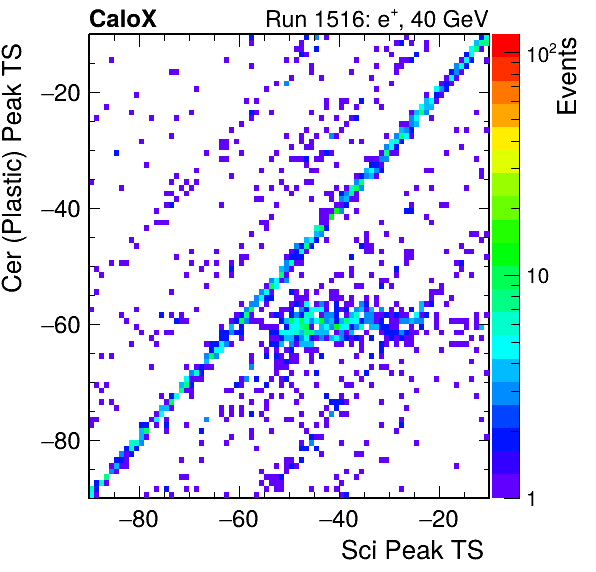 CaloX Run 1516: e⁺, 40 GeV
Cer (Plastic) Peak TS
−20
−40
−60
−80
−80 −60 −40 −20
Sci Peak TS
Events
10²
10
1